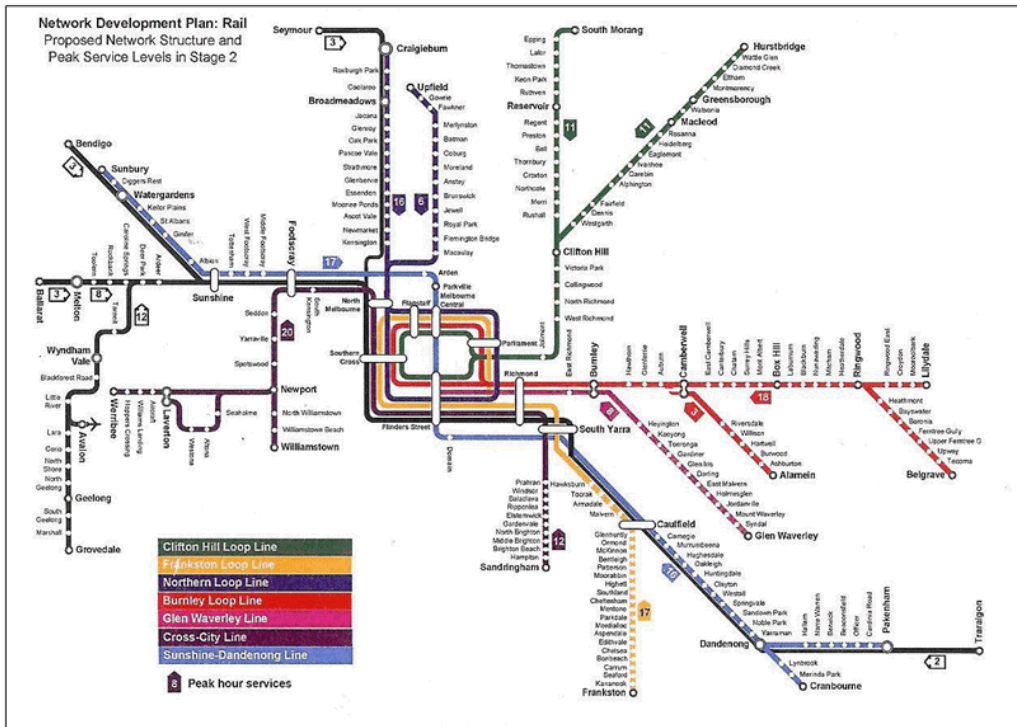 Network Development Plan: Rail
Proposed Network Structure and
Peak Service Levels in Stage 2
Seymour
3
Craigieburn
Roxburgh Park
Coolaroo
Broadmeadows
Jacana
Glenroy
Oak Park
Pascoe Vale
Strathmore
Glenbervie
Essenden
Moonee Ponds
Ascot Vale
Newmarket
Kensington
16
Upfield
Gowrie
Fawkner
Merlynston
Batman
Coburg
Moreland
Anstey
Brunswick
Jewell
Royal Park
Flemington Bridge
Macaulay
6
South Morang
Epping
Lalor
Thomastown
Keon Park
Ruthven
Reservoir
Regent
Preston
Bell
Thornbury
Croxton
Northcote
Merri
Rushall
11
Hurstbridge
Wattle Glen
Diamond Creek
Eltham
Montmorency
Greensborough
Watsonia
Macleod
Rosanna
Heidelberg
Eaglemont
Ivanhoe
Darebin
Alphington
Fairfield
Dennis
Westgarth
11
Clifton Hill
Victoria Park
Collingwood
North Richmond
West Richmond
Jolimont
Bendigo
3
Sunbury
Diggers Rest
Watergardens
Keilor Plains
St Albans
Ginifer
Albion
Sunshine
Tottenham
West Footscray
Middle Footscray
Footscray
17
Arden
Parkville
Melbourne
Central
Flagstaff
Parliament
North
Melbourne
Southern
Cross
Flinders Street
Richmond
South Yarra
Domain
Ballarat
3
Melton
8
Toolern
Rockbank
Caroline Springs
Deer Park
Ardeer
Tarneit
12
Wyndham
Vale
Blackforest Road
Little
River
Avalon
Lara
Corio
North
Shore
North
Geelong
Geelong
South
Geelong
Marshall
Grovedale
South
Kensington
Seddon
Yarraville
Spotswood
20
Newport
North Williamstown
Williamstown Beach
Williamstown
Seaholme
Altona
Westona
Laverton
Aircraft
Williams Landing
Hoppers Crossing
Werribee
East Richmond
Burnley
Hawthorn
Glenferrie
Auburn
Camberwell
East Camberwell
Canterbury
Chatam
Surrey Hills
Mont Albert
Box Hill
Laburnum
Blackburn
Nunawading
Mitcham
Heatherdale
Ringwood
Ringwood East
Croydon
Mooroolbark
Lilydale
18
Heathmont
Bayswater
Boronia
Ferntree Gully
Upper Ferntree G
Upwey
Tecoma
Belgrave
3
Riversdale
Willison
Hartwell
Burwood
Ashburton
Alamein
8
Heyington
Kooyong
Tooronga
Gardiner
Glen Iris
Darling
East Malvern
Holmesglen
Jordanville
Mount Waverley
Syndal
Glen Waverley
Prahran
Windsor
Balaclava
Ripponlea
Elsternwick
Gardenvale
North Brighton
Middle Brighton
Brighton Beach
Hampton
Sandringham
12
Hawksburn
Toorak
Armadale
Malvern
Caulfield
Glenhuntly
Ormond
McKinnon
Bentleigh
Patterson
Moorabbin
Highett
Southland
Cheltenham
Mentone
Parkdale
Mordialloc
Aspendale
Edithvale
Chelsea
Bonbeach
Carrum
Seaford
Kananook
Frankston
17
Carnegie
Murrumbeena
Hughesdale
Oakleigh
Huntingdale
Clayton
Westall
Springvale
Sandown Park
Noble Park
Yarraman
Dandenong
Hallam
Narre Warren
Berwick
Beaconsfield
Officer
Cardinia Road
Pakenham
Traralgon
2
Lynbrook
Merinda Park
Cranbourne
Clifton Hill Loop Line
Frankston Loop Line
Northern Loop Line
Burnley Loop Line
Glen Waverley Line
Cross-City Line
Sunshine-Dandenong Line
8
Peak hour services